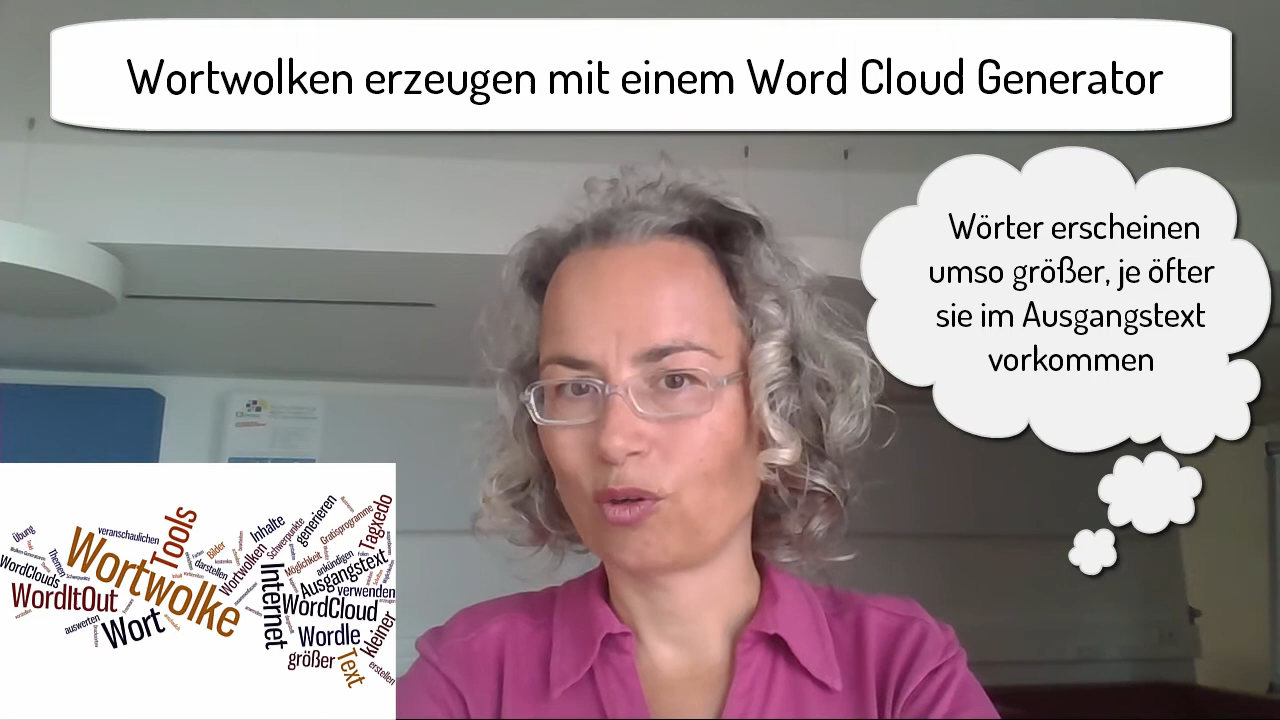 Wortwolken erzeugen mit einem Word Cloud Generator
Wörter erscheinen
umso größer, je öfter
sie im Ausgangstext
vorkommen
Übung
veranschaulichen
Tools
Bilder
Inhalte
generieren
Schwerpunkte
Gratisprogramme
Tagxedo
Themen
WordClouds
Wortwolke
darstellen
Wortwolken
Möglichkeit
ankündigen
Ausgangstext
WordItOut
Internet
verwenden
WordCloud
auswerten
Wort
Wordle
kleiner
größer
Text
erstellen